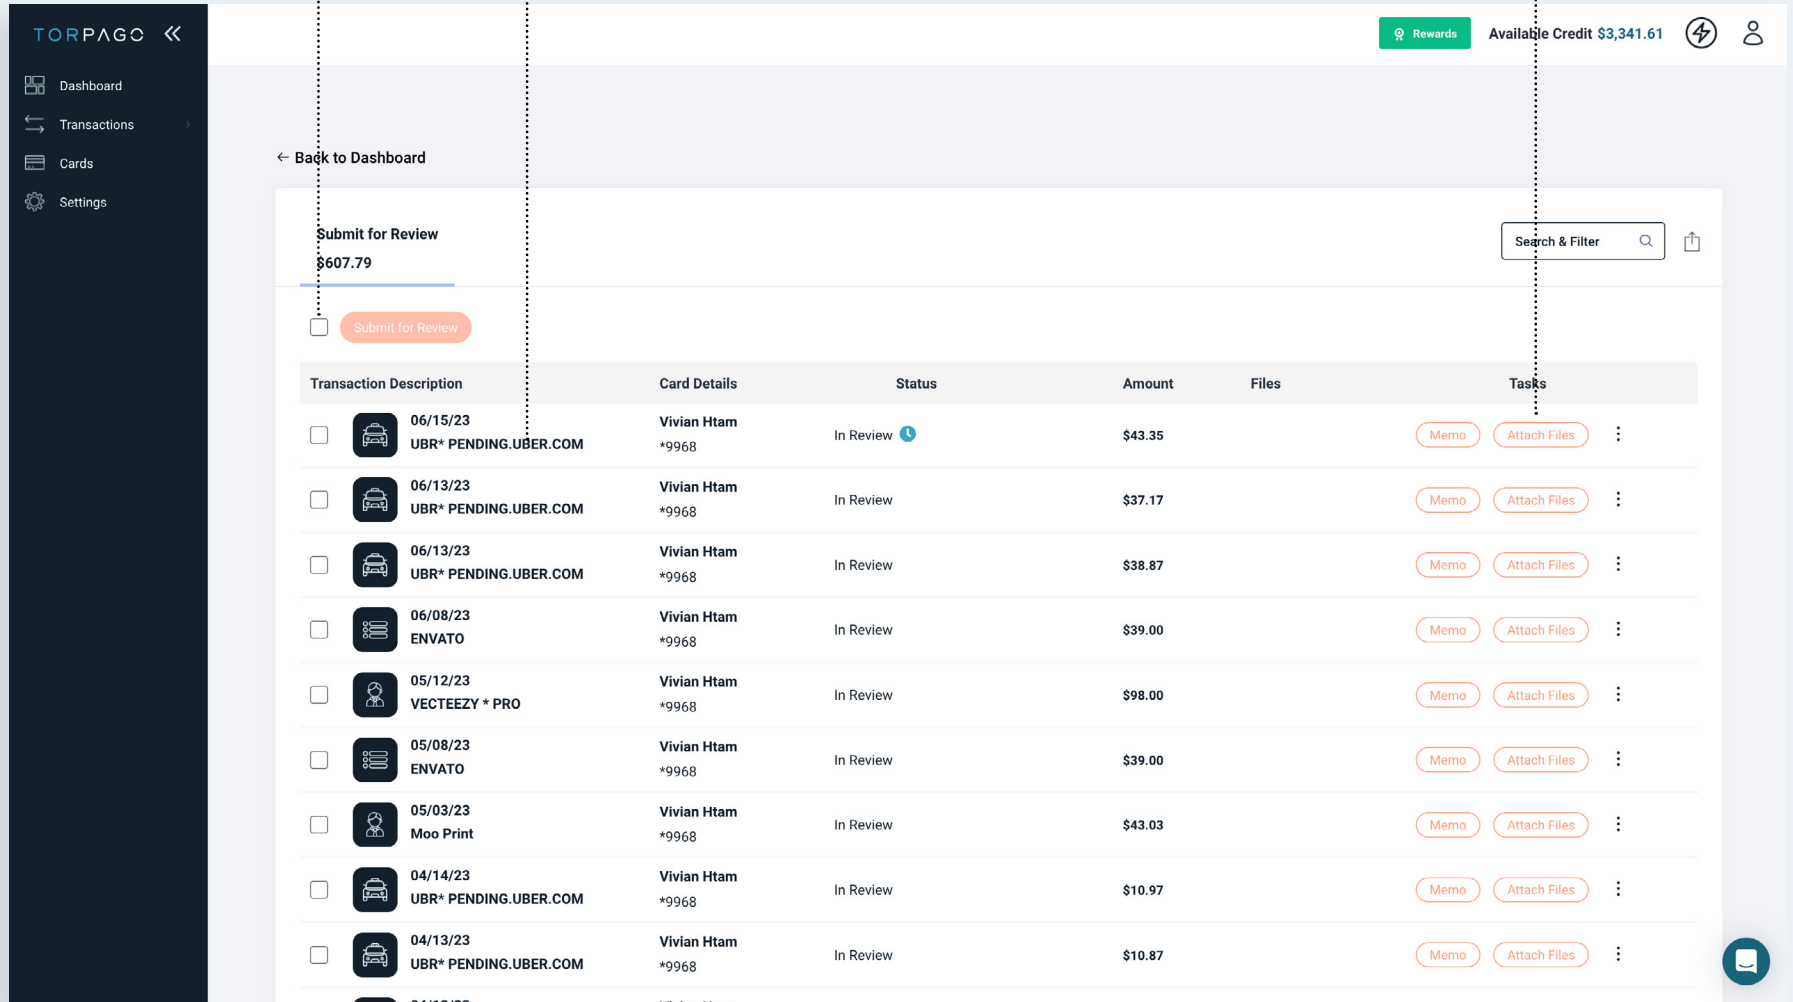 TORPAGO
Rewards
Available Credit $3,341.61
Dashboard
Transactions
Cards
Settings
Back to Dashboard
Submit for Review
$607.79
Search & Filter
Submit for Review
Transaction Description Card Details Status Amount Files Tasks
06/15/23
UBR* PENDING.UBER.COM
Vivian Htam
*9968
In Review
$43.35
Memo
Attach Files
06/13/23
UBR* PENDING.UBER.COM
Vivian Htam
*9968
In Review
$37.17
Memo
Attach Files
06/13/23
UBR* PENDING.UBER.COM
Vivian Htam
*9968
In Review
$38.87
Memo
Attach Files
06/08/23
ENVATO
Vivian Htam
*9968
In Review
$39.00
Memo
Attach Files
05/12/23
VECTEEZY * PRO
Vivian Htam
*9968
In Review
$98.00
Memo
Attach Files
05/08/23
ENVATO
Vivian Htam
*9968
In Review
$39.00
Memo
Attach Files
05/03/23
Moo Print
Vivian Htam
*9968
In Review
$43.03
Memo
Attach Files
04/14/23
UBR* PENDING.UBER.COM
Vivian Htam
*9968
In Review
$10.97
Memo
Attach Files
04/13/23
UBR* PENDING.UBER.COM
Vivian Htam
*9968
In Review
$10.87
Memo
Attach Files